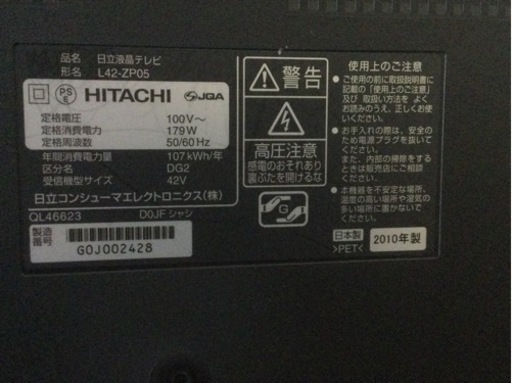 品名 日立液晶テレビ
形名 L42-ZP05
PS
E
HITACHI
JGA
定格電圧 100V～
定格消費電力 179W
定格周波数 50/60Hz
年間消費電力量 107 kWh/年
区分名 DG2
受信機型サイズ 42V
日立コンシューマエレクトロニクス(株)
QL46623 D0JF シャシ
製造
番号
G0J002428
警告
高圧注意
感電のおそれあり
裏ぶたを開けるな
G
使用上のご注意
●ご使用の前に取扱説明書に
記載の「使用上のご注意」
及び 取扱い方法を よく
お読みのうえ、正しくお使
いください。
●お手入れの際は、安全の
ため電源プラグを抜いて
ください。
また、内部の掃除をする
ときは販売店にご相談
ください。
●本機器を不安定な場所、
温度の高い場所や湿気の
多い場所に置かないで
ください。
日本製
>PET<
2010年製